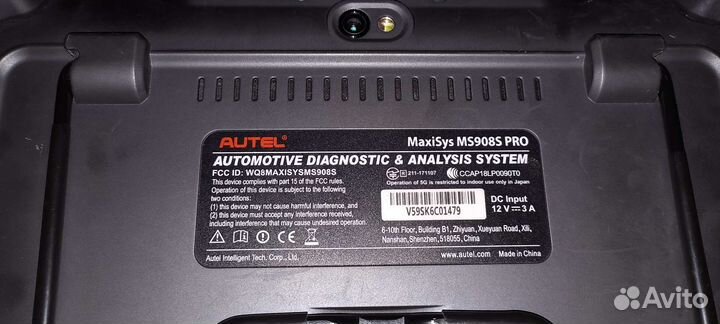 AUTEL®
MaxiSys MS908S PRO
AUTOMOTIVE DIAGNOSTIC & ANALYSIS SYSTEM
FCC ID: WQ8MAXISYSMS908S
This device complies with part 15 of the FCC rules.
Operation of this device is subject to the following
two conditions:
(1) this device may not cause harmful interference, and
(2) this device must accept any interference received,
including interference that may cause undesired
operation.
R 211-171107 CCAP18LP0090T0
Operation of 5G is restricted to indoor use only in Japan
V59SK6C01479
DC Input
12 V 3 A
6-10th Floor, Building B1, Zhiyuan, Xueyuan Road, Xili,
Nanshan, Shenzhen, 518055, China
Autel Intelligent Tech. Corp., Ltd.
www.autel.com
Made in China
Avito